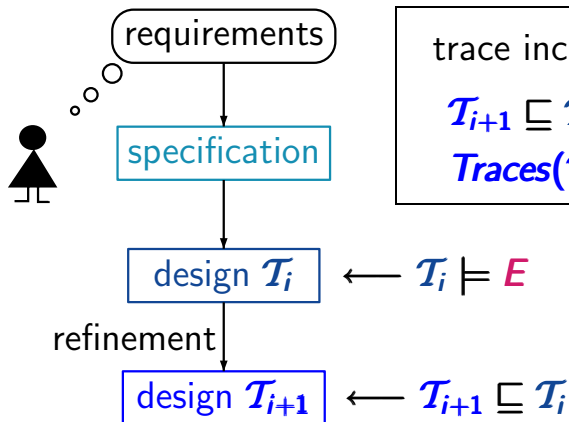 requirements
trace inc
𝒯ᵢ₊₁ ⊑
Traces(
specification
design 𝒯ᵢ ⟵ 𝒯ᵢ ⊨ E
refinement
design 𝒯ᵢ₊₁ ⟵ 𝒯ᵢ₊₁ ⊑ 𝒯ᵢ